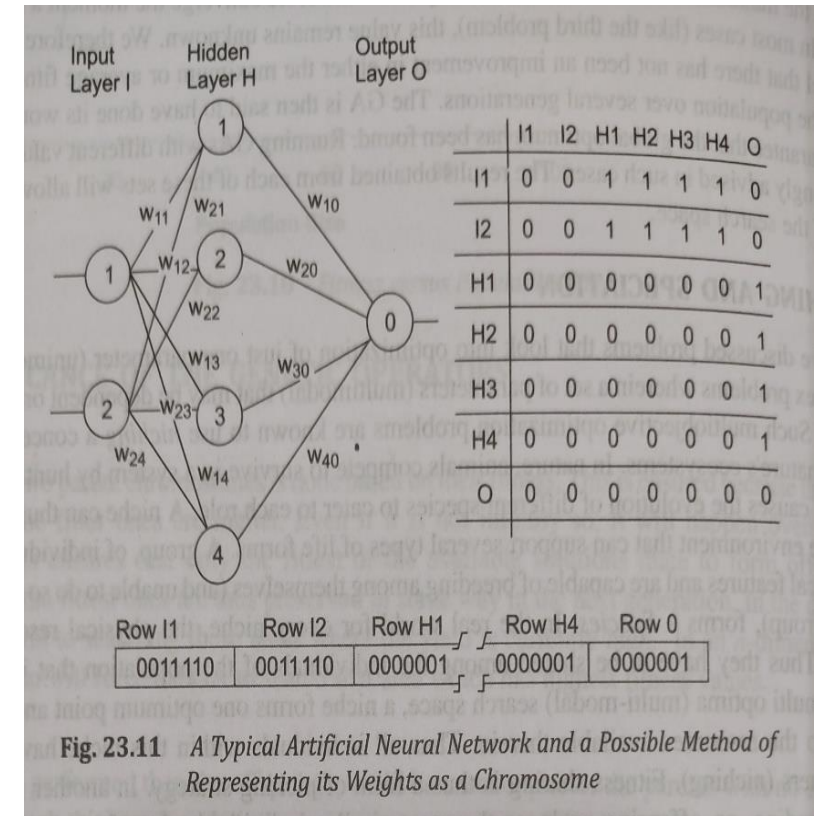 Input
Layer I
Hidden
Layer H
Output
Layer O
1
W11
W21
W10
1
W12
2
W20
W22
0
W13
W30
2
W23
3
W24
W14
W40
4
I1 I2 H1 H2 H3 H4 O
I1 0 0 1 1 1 1 0
I2 0 0 1 1 1 1 0
H1 0 0 0 0 0 0 1
H2 0 0 0 0 0 0 1
H3 0 0 0 0 0 0 1
H4 0 0 0 0 0 0 1
O 0 0 0 0 0 0 0
Row I1 Row I2 Row H1 Row H4 Row 0
0011110 0011110 0000001 0000001 0000001
Fig. 23.11 A Typical Artificial Neural Network and a Possible Method of
Representing its Weights as a Chromosome